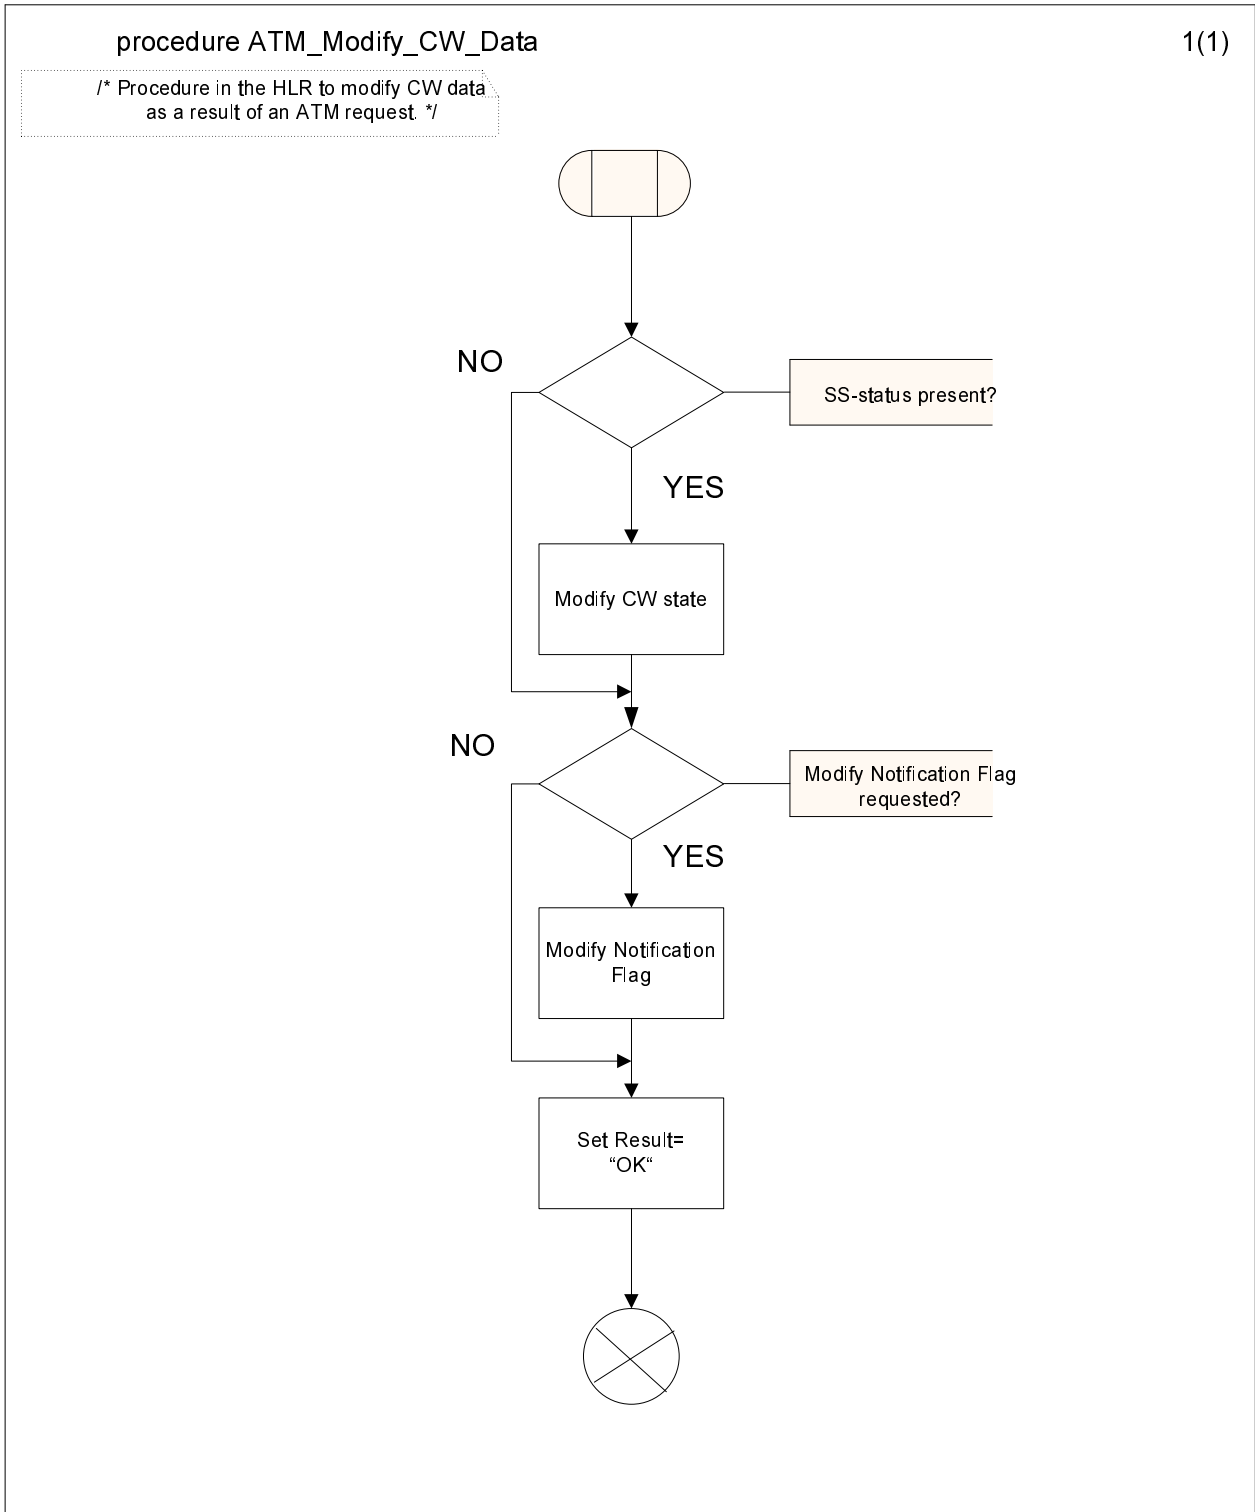 procedure ATM_Modify_CW_Data
1(1)
/* Procedure in the HLR to modify CW data
as a result of an ATM request. */
NO
SS-status present?
YES
Modify CW state
NO
Modify Notification Flag
requested?
YES
Modify Notification
Flag
Set Result=
“OK“